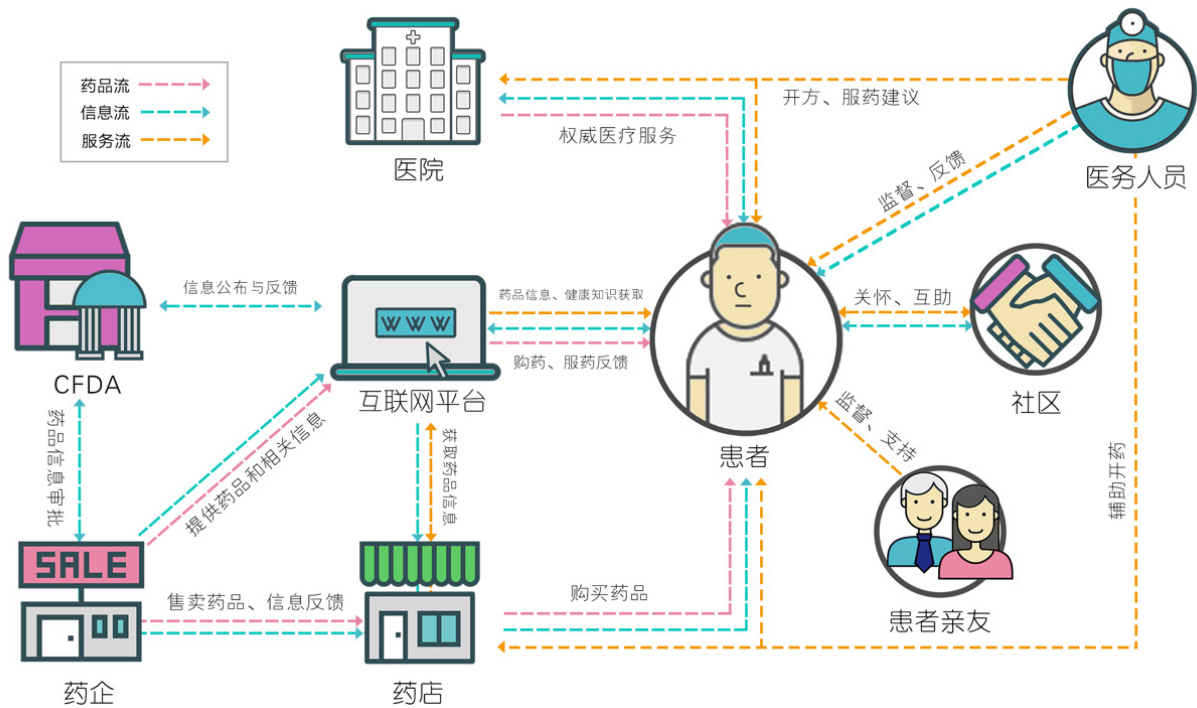 药品流
信息流
服务流
医院
开方、服药建议
权威医疗服务
医务人员
监督、反馈
信息公布与反馈
CFDA
WWW
互联网平台
药品信息、健康知识获取
购药、服药反馈
患者
关怀、互助
社区
药品信息审批
提供药品和相关信息
获取药品信息
监督、支持
患者亲友
辅助开药
SALE
药企
售卖药品、信息反馈
药店
购买药品